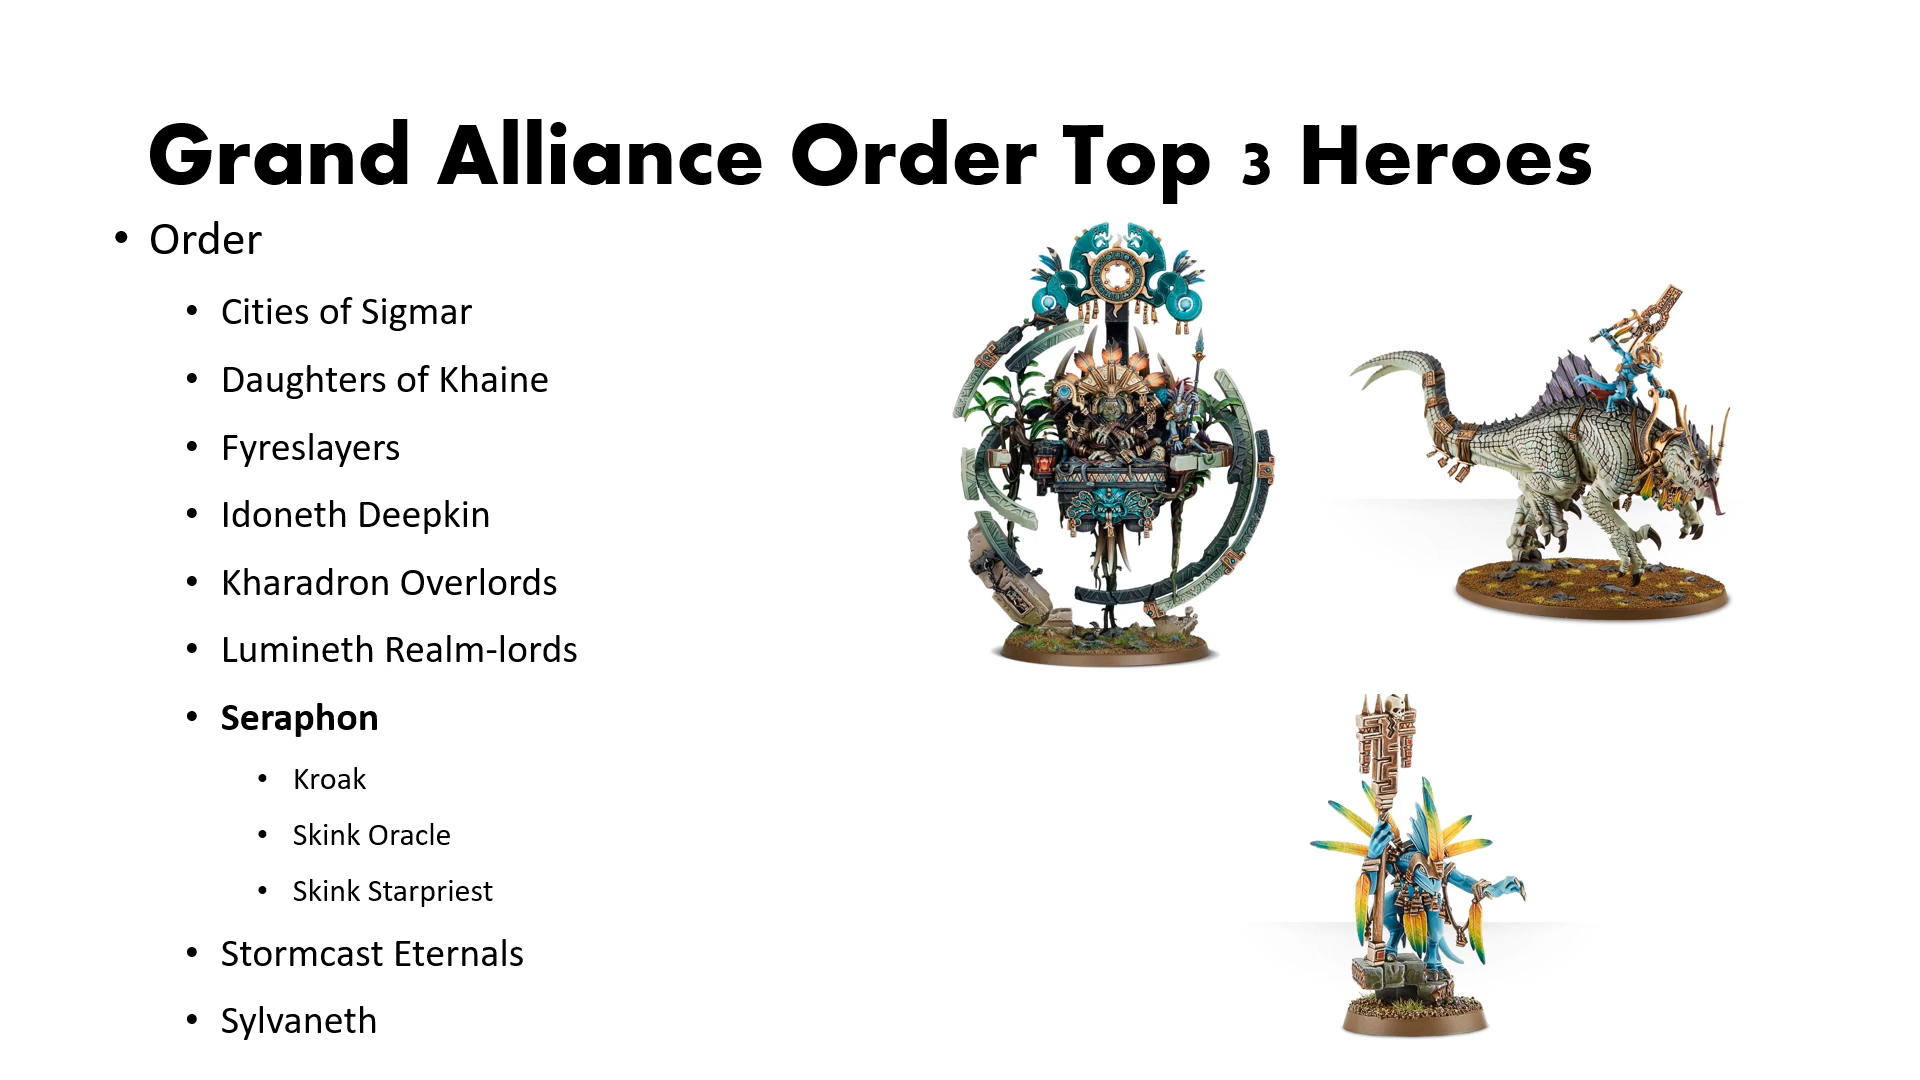 Grand Alliance Order Top 3 Heroes
• Order
• Cities of Sigmar
• Daughters of Khaine
• Fyreslayers
• Idoneth Deepkin
• Kharadron Overlords
• Lumineth Realm-lords
• Seraphon
• Kroak
• Skink Oracle
• Skink Starpriest
• Stormcast Eternals
• Sylvaneth